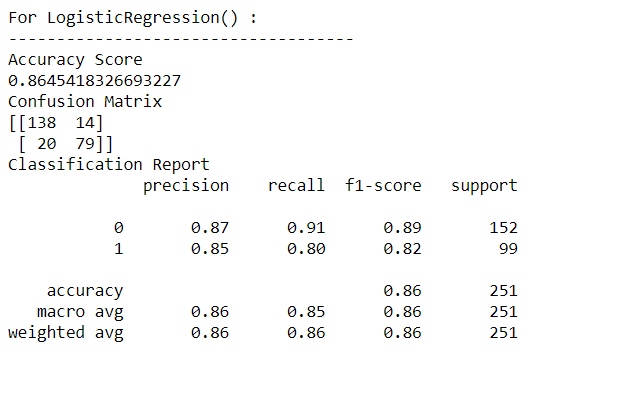 For LogisticRegression() :
------------------------------------
Accuracy Score
0.8645418326693227
Confusion Matrix
[[138  14]
 [ 20  79]]
Classification Report
              precision    recall  f1-score   support

           0       0.87      0.91      0.89       152
           1       0.85      0.80      0.82        99

    accuracy                           0.86       251
   macro avg       0.86      0.85      0.86       251
weighted avg       0.86      0.86      0.86       251